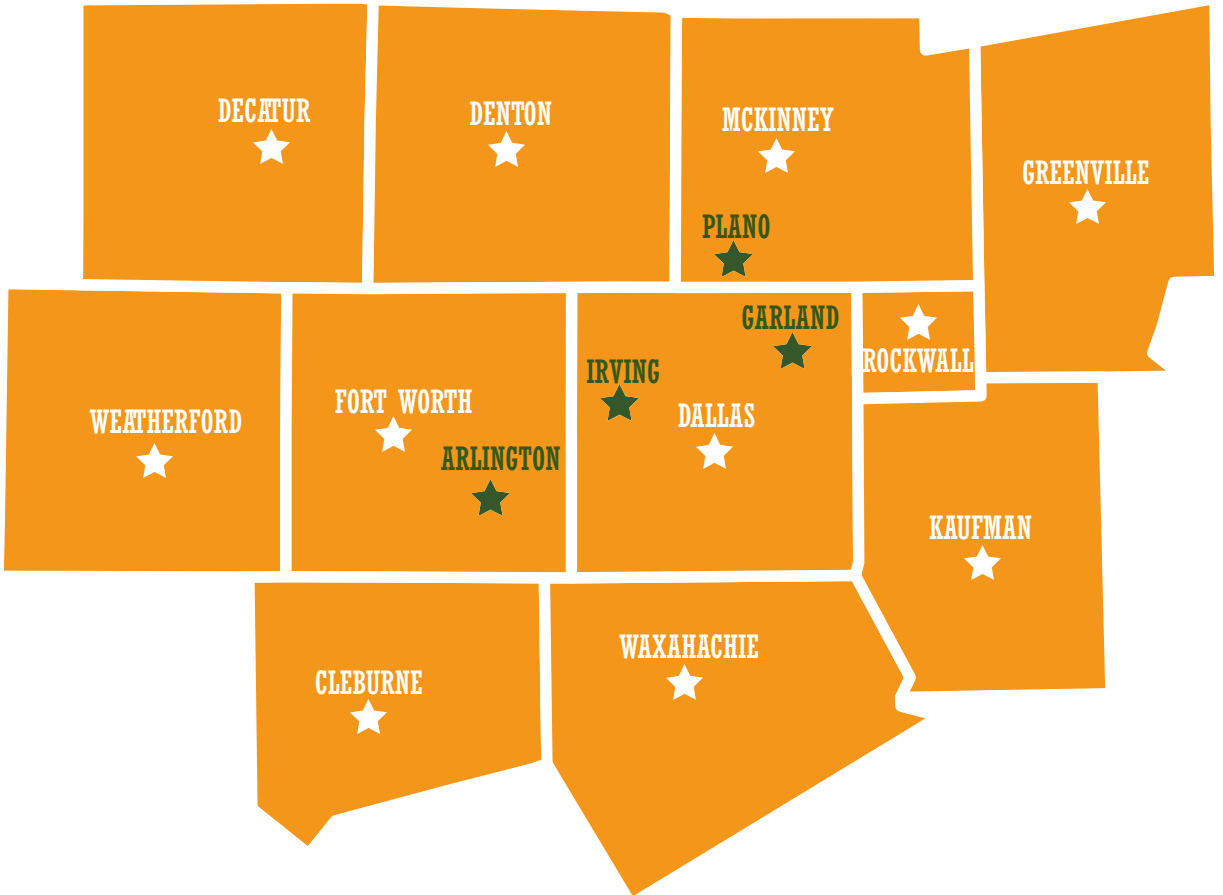 DECATUR
DENTON
MCKINNEY
GREENVILLE
PLANO
GARLAND
ROCKWALL
IRVING
FORT WORTH
WEATHERFORD
DALLAS
ARLINGTON
KAUFMAN
WAXAHACHIE
CLEBURNE